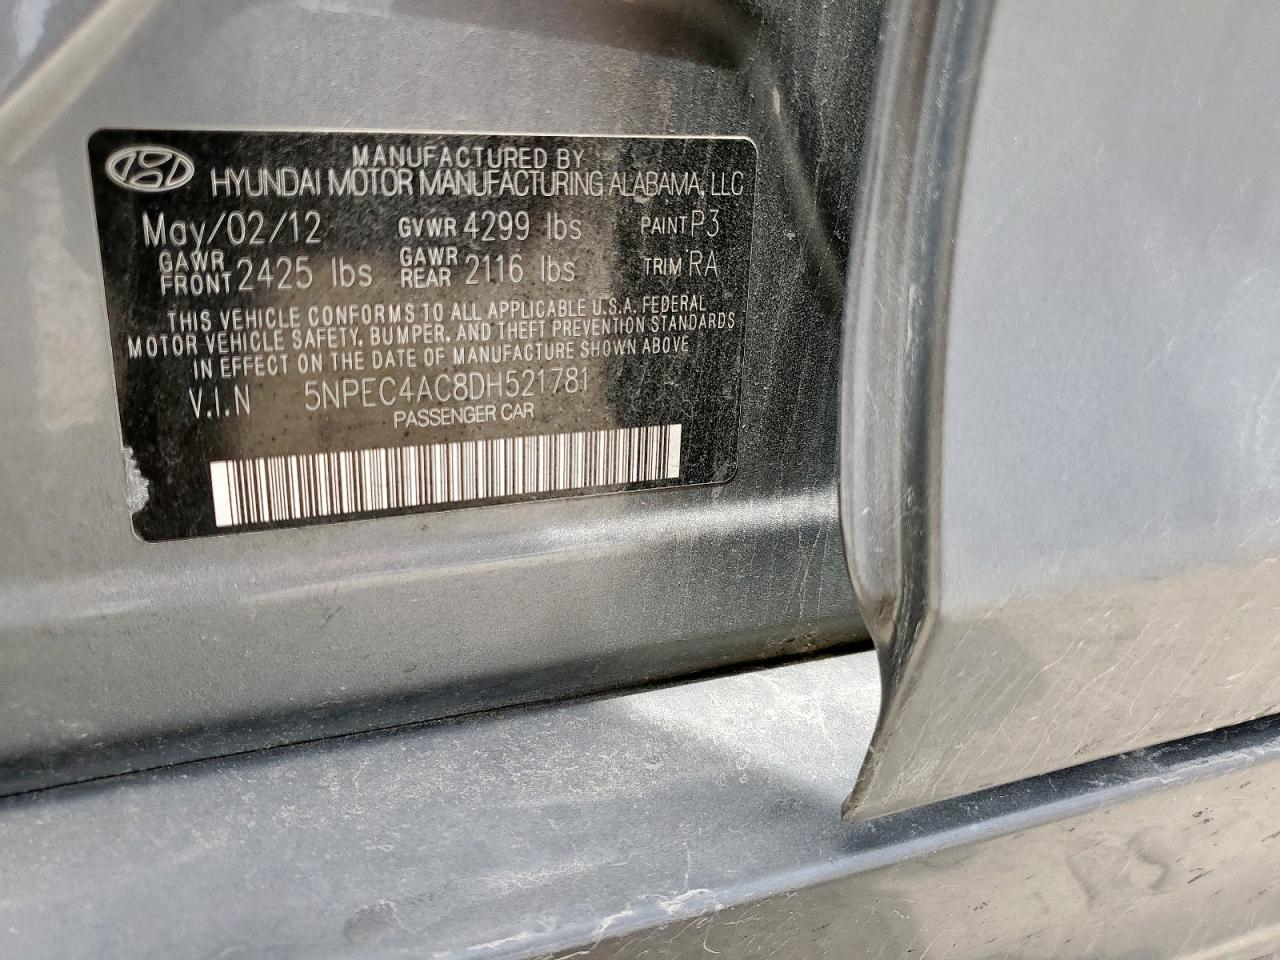 MANUFACTURED BY
HYUNDAI MOTOR MANUFACTURING ALABAMA, LLC
May/02/12 GVWR 4299 lbs PAINT P3
GAWR FRONT 2425 lbs GAWR REAR 2116 lbs TRIM RA
THIS VEHICLE CONFORMS TO ALL APPLICABLE U.S.A. FEDERAL
MOTOR VEHICLE SAFETY, BUMPER, AND THEFT PREVENTION STANDARDS
IN EFFECT ON THE DATE OF MANUFACTURE SHOWN ABOVE
V.I.N 5NPEC4AC8DH521781
PASSENGER CAR